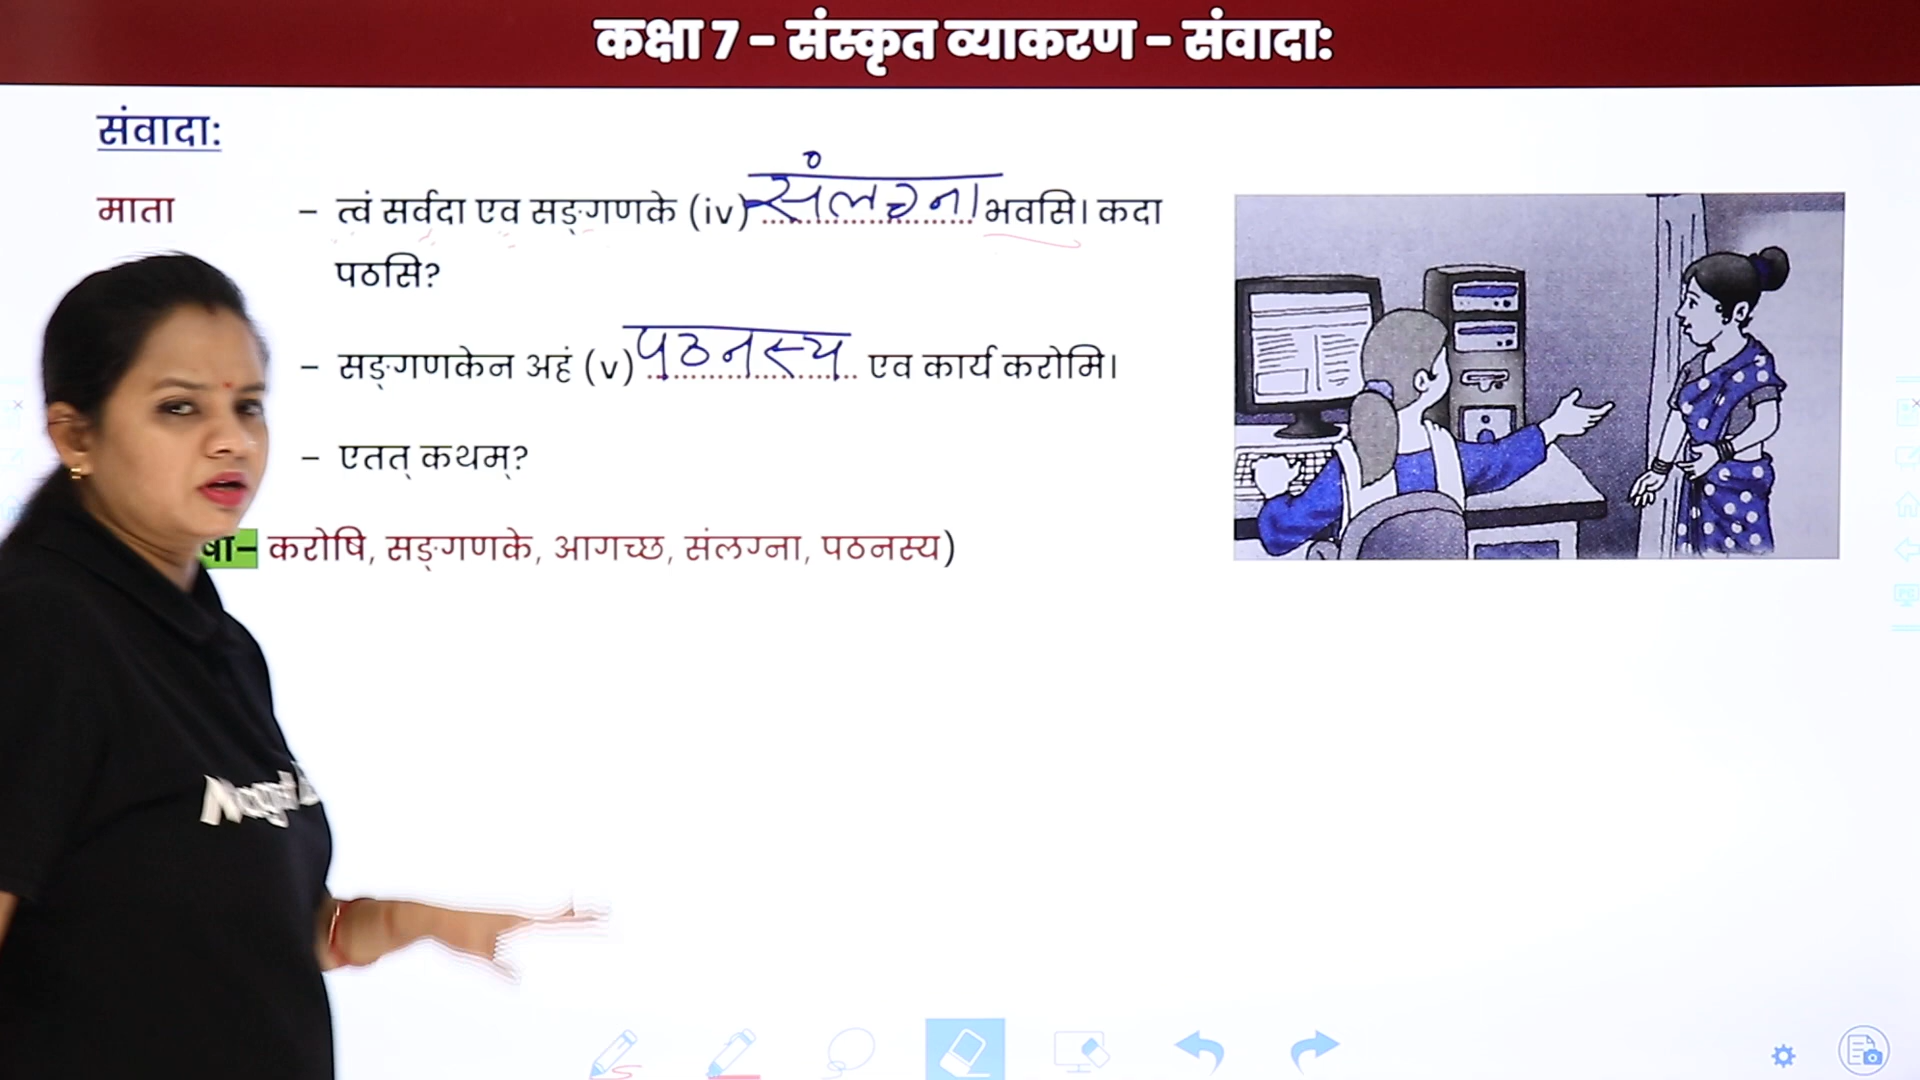 कक्षा 7 - संस्कृत व्याकरण - संवादाः
संवादाः
माता – त्वं सर्वदा एव सङ्गणके (iv) संलग्ना भवसि। कदा
पठसि?
– सङ्गणकेन अहं (v) पठनस्य एव कार्यं करोमि।
– एतत् कथम्?
करोषि, सङ्गणके, आगच्छ, संलग्ना, पठनस्य)